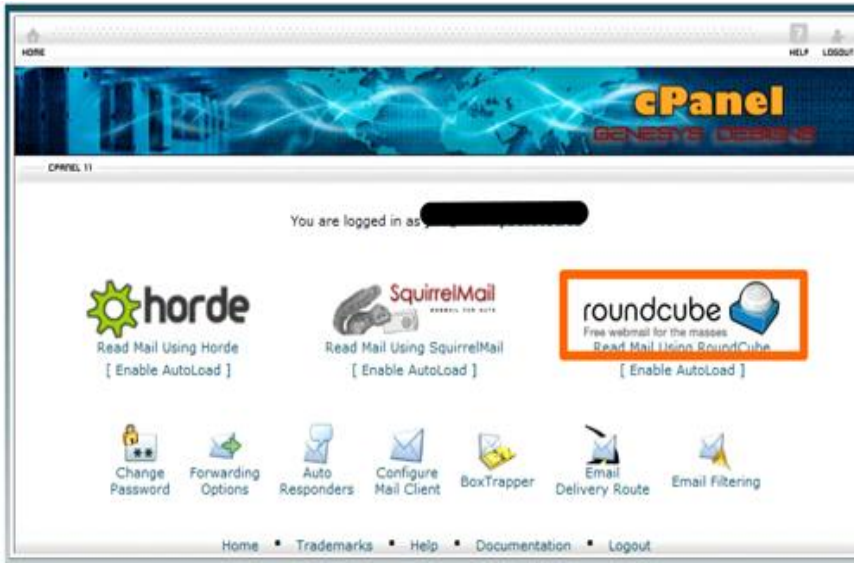 HOME
HELP LOGOUT
cPanel
GENESYS DESIGNS
CPANEL 11
You are logged in as
horde
SquirrelMail
WEBMAIL FOR NUTS
roundcube
Free webmail for the masses
Read Mail Using Horde
Read Mail Using SquirrelMail
Read Mail Using RoundCube
[ Enable AutoLoad ]
[ Enable AutoLoad ]
[ Enable AutoLoad ]
Change
Password
Forwarding
Options
Auto
Responders
Configure
Mail Client
BoxTrapper
Email
Delivery Route
Email Filtering
Home ▪ Trademarks ▪ Help ▪ Documentation ▪ Logout